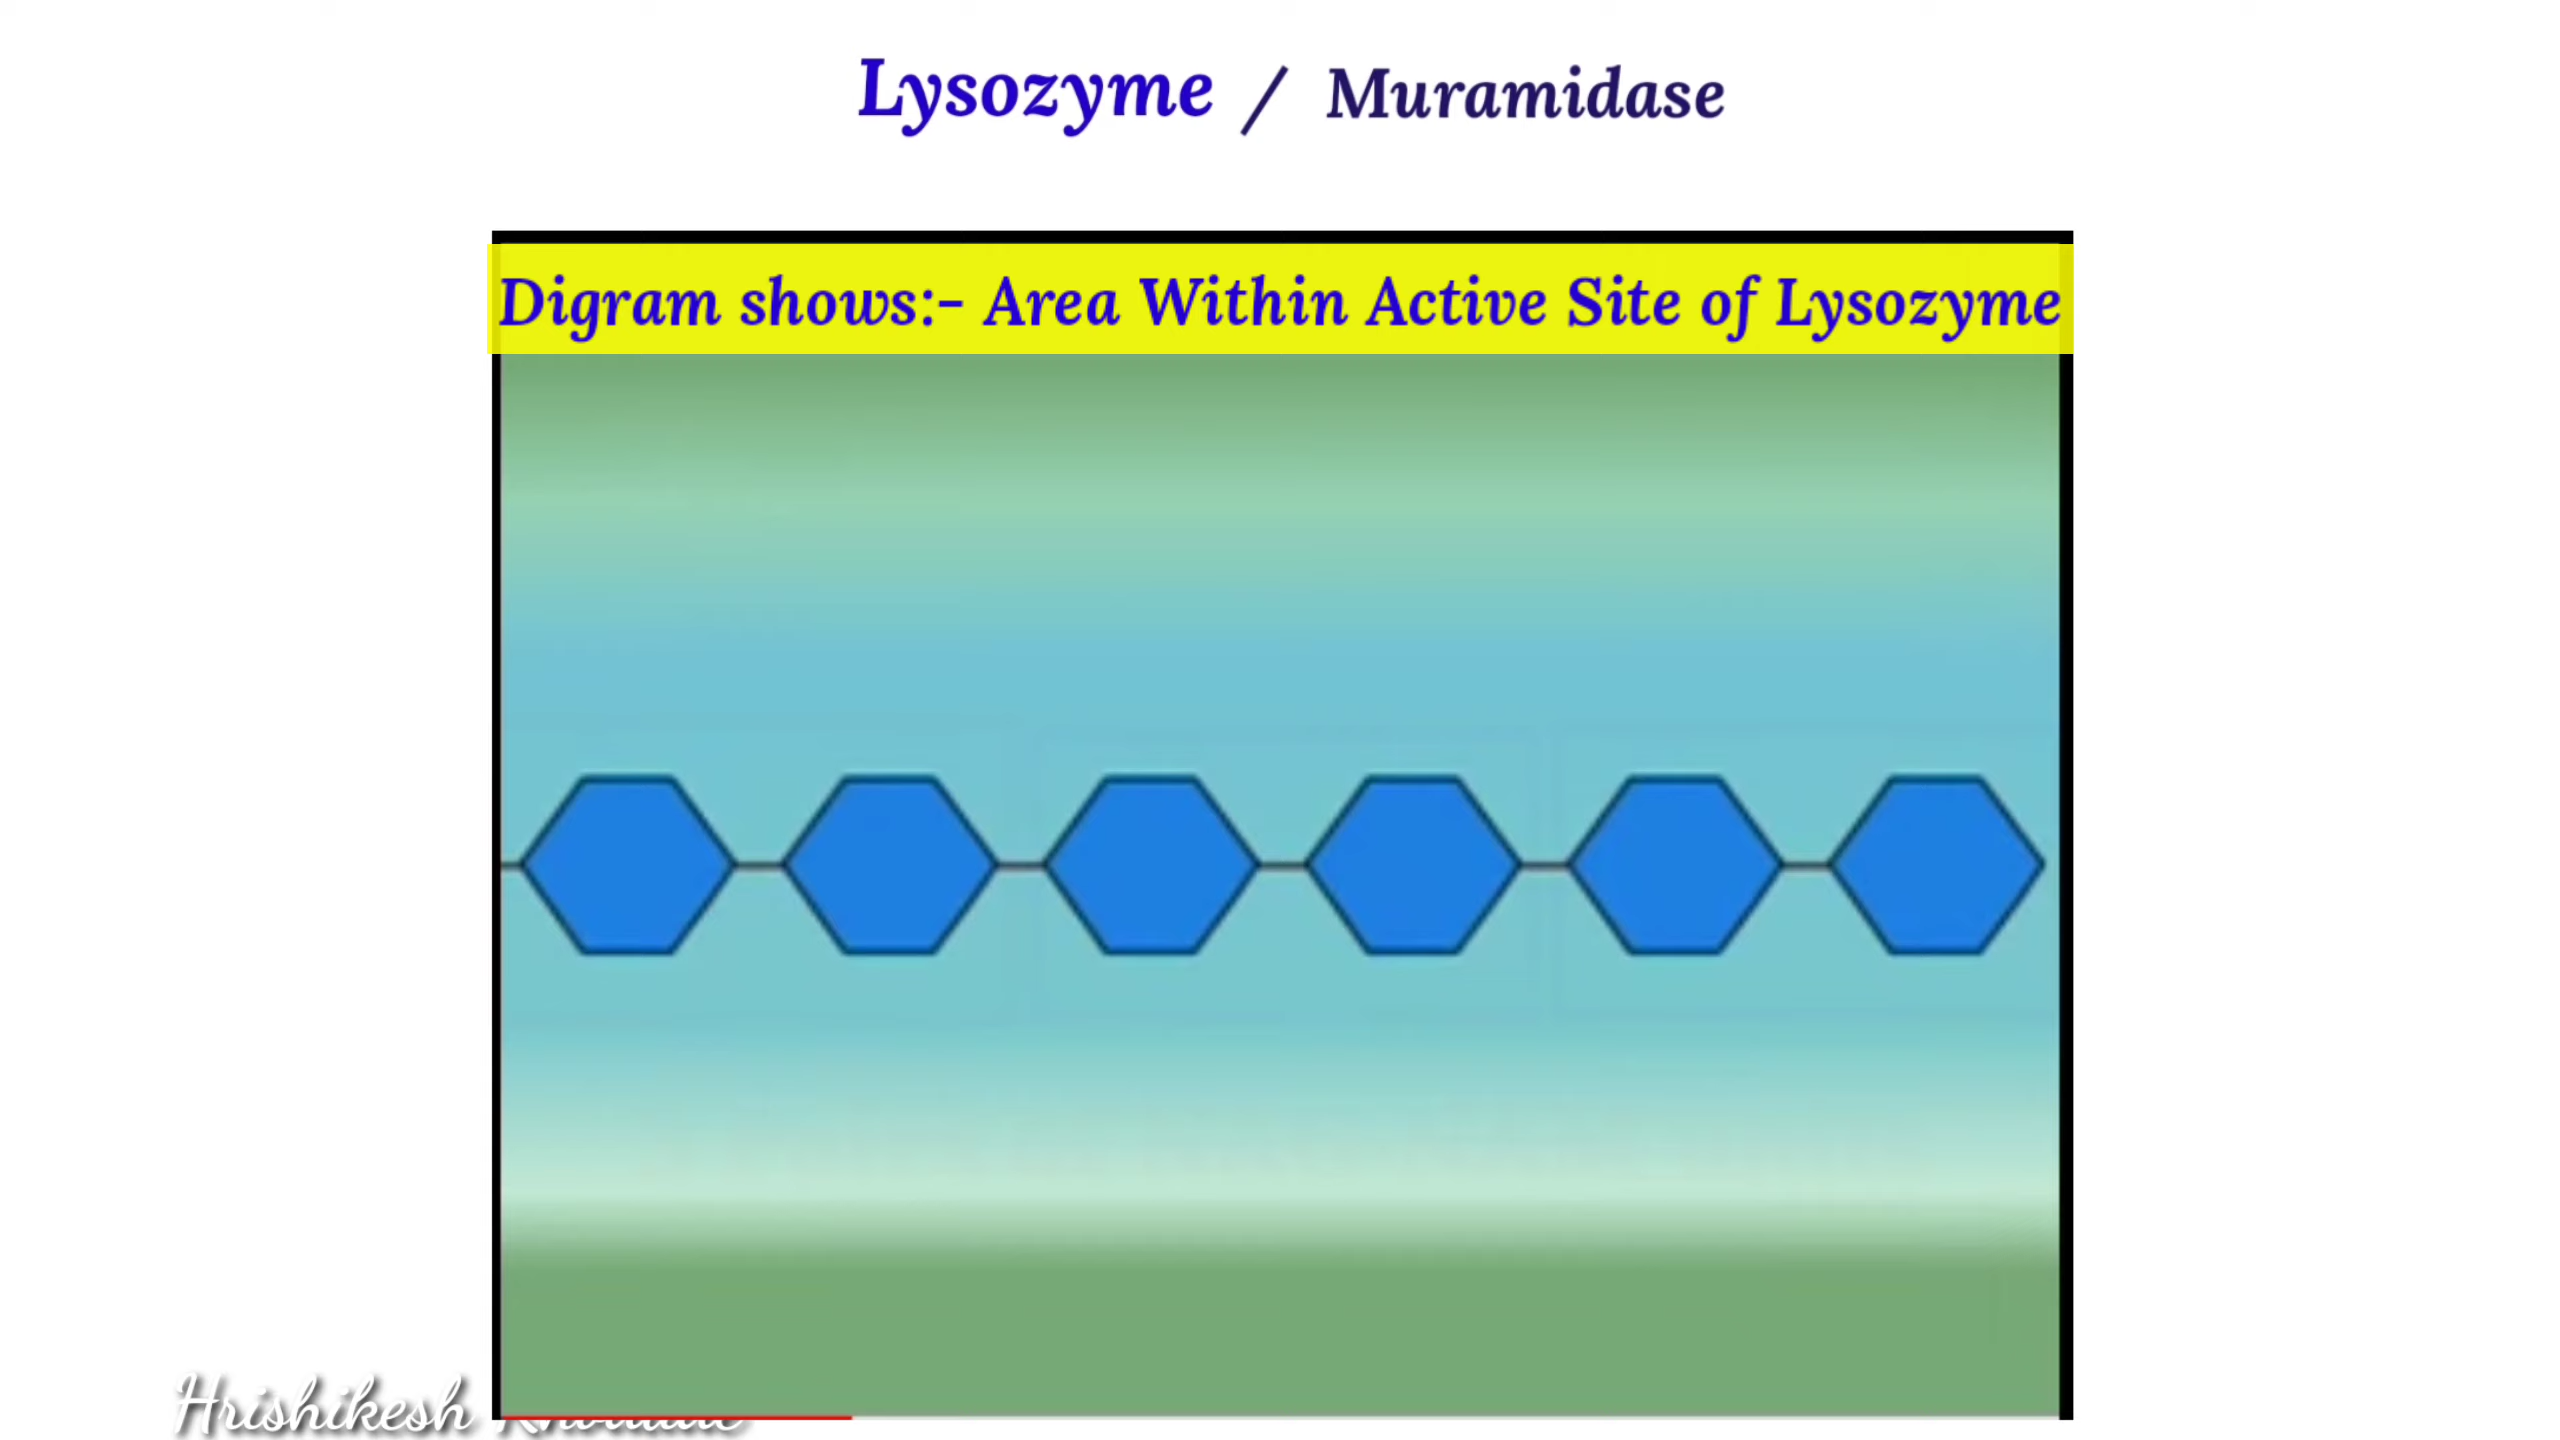 Lysozyme / Muramidase
Digram shows:- Area Within Active Site of Lysozyme
Hrishikesh